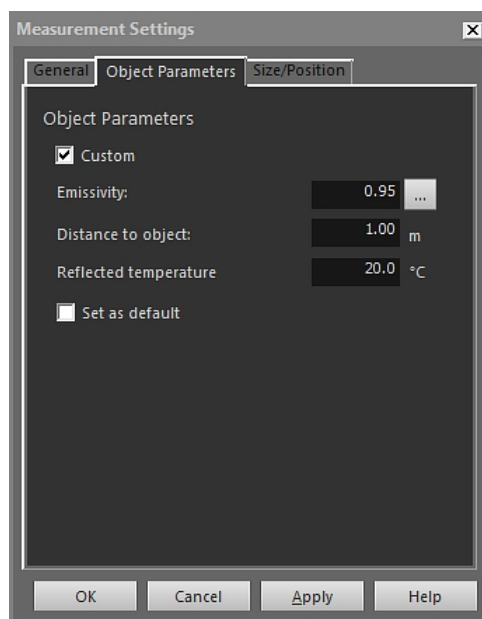 Measurement Settings
General Object Parameters Size/Position
Object Parameters
Custom
Emissivity: 0.95 ...
Distance to object: 1.00 m
Reflected temperature 20.0 °C
Set as default
OK Cancel Apply Help